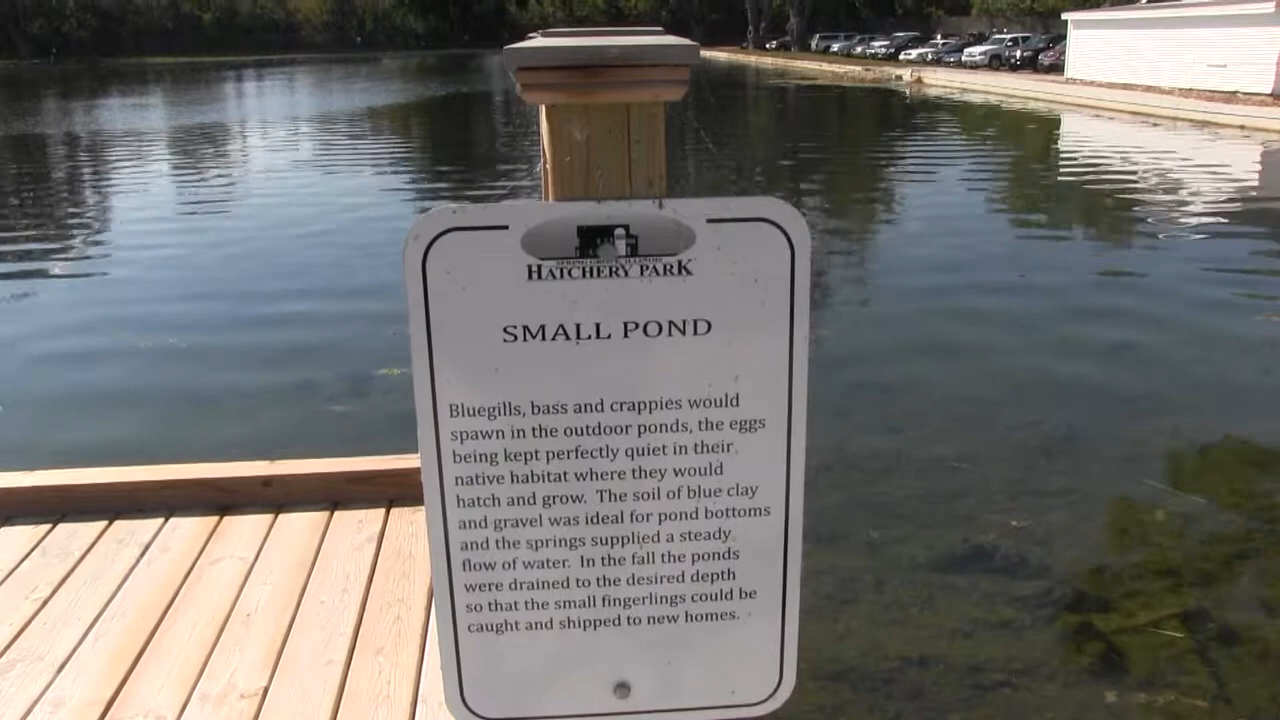 SPRING GROVE, ILLINOIS
HATCHERY PARK
SMALL POND
Bluegills, bass and crappies would
spawn in the outdoor ponds, the eggs
being kept perfectly quiet in their
native habitat where they would
hatch and grow. The soil of blue clay
and gravel was ideal for pond bottoms
and the springs supplied a steady
flow of water. In the fall the ponds
were drained to the desired depth
so that the small fingerlings could be
caught and shipped to new homes.